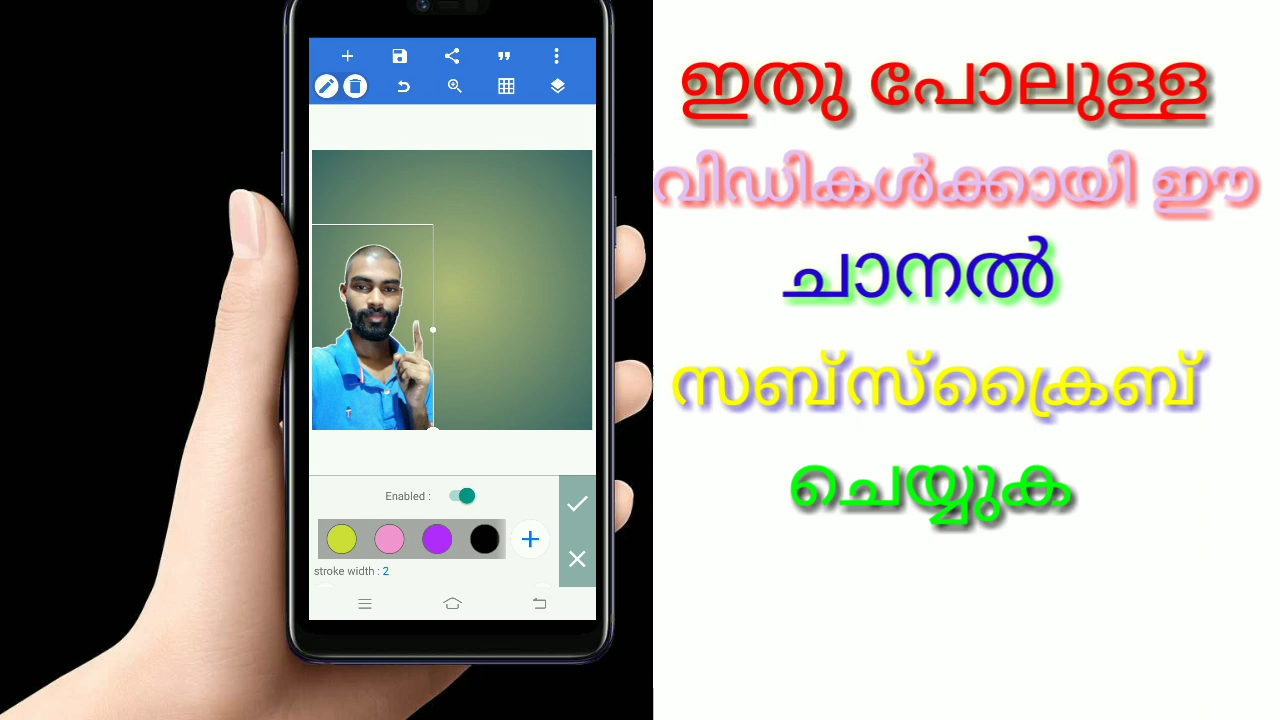 Enabled :
stroke width : 2
ഇതു പോലുള്ള
വിഡികൾക്കായി ഈ
ചാനൽ
സബ്സ്ക്രൈബ്
ചെയ്യുക